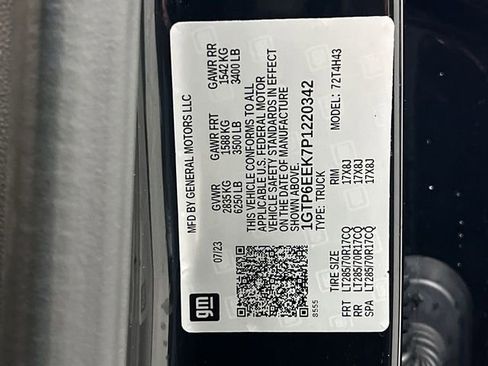 MFD BY GENERAL MOTORS LLC
07/23
GVWR
2835 KG
6250 LB
GAWR FRT
1588 KG
3500 LB
GAWR RR
1542 KG
3400 LB
THIS VEHICLE CONFORMS TO ALL
APPLICABLE U.S. FEDERAL MOTOR
VEHICLE SAFETY STANDARDS IN EFFECT
ON THE DATE OF MANUFACTURE
SHOWN ABOVE.
1GTP6EEK7P1220342
TYPE: TRUCK
MODEL: 72T4H43
gm
8555
TIRE SIZE RIM
FRT LT285/70R17CQ 17X8J
RR LT285/70R17CQ 17X8J
SPA LT285/70R17CQ 17X8J